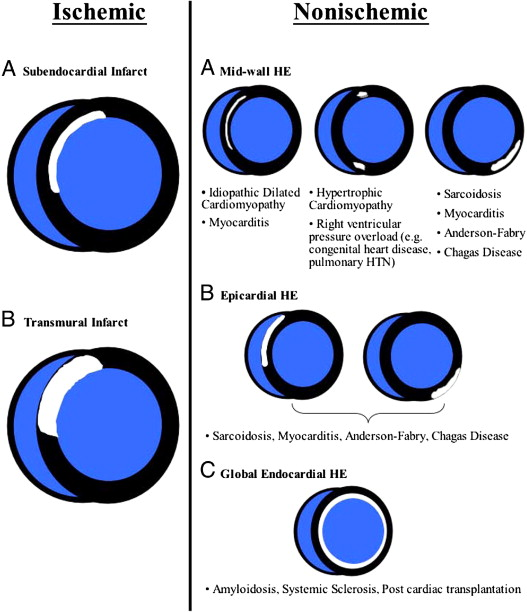 Ischemic
A Subendocardial Infarct
B Transmural Infarct
Nonischemic
A Mid-wall HE
• Idiopathic Dilated
Cardiomyopathy
• Myocarditis
• Hypertrophic
Cardiomyopathy
• Right ventricular
pressure overload (e.g.
congenital heart disease,
pulmonary HTN)
• Sarcoidosis
• Myocarditis
• Anderson-Fabry
• Chagas Disease
B Epicardial HE
• Sarcoidosis, Myocarditis, Anderson-Fabry, Chagas Disease
C Global Endocardial HE
• Amyloidosis, Systemic Sclerosis, Post cardiac transplantation